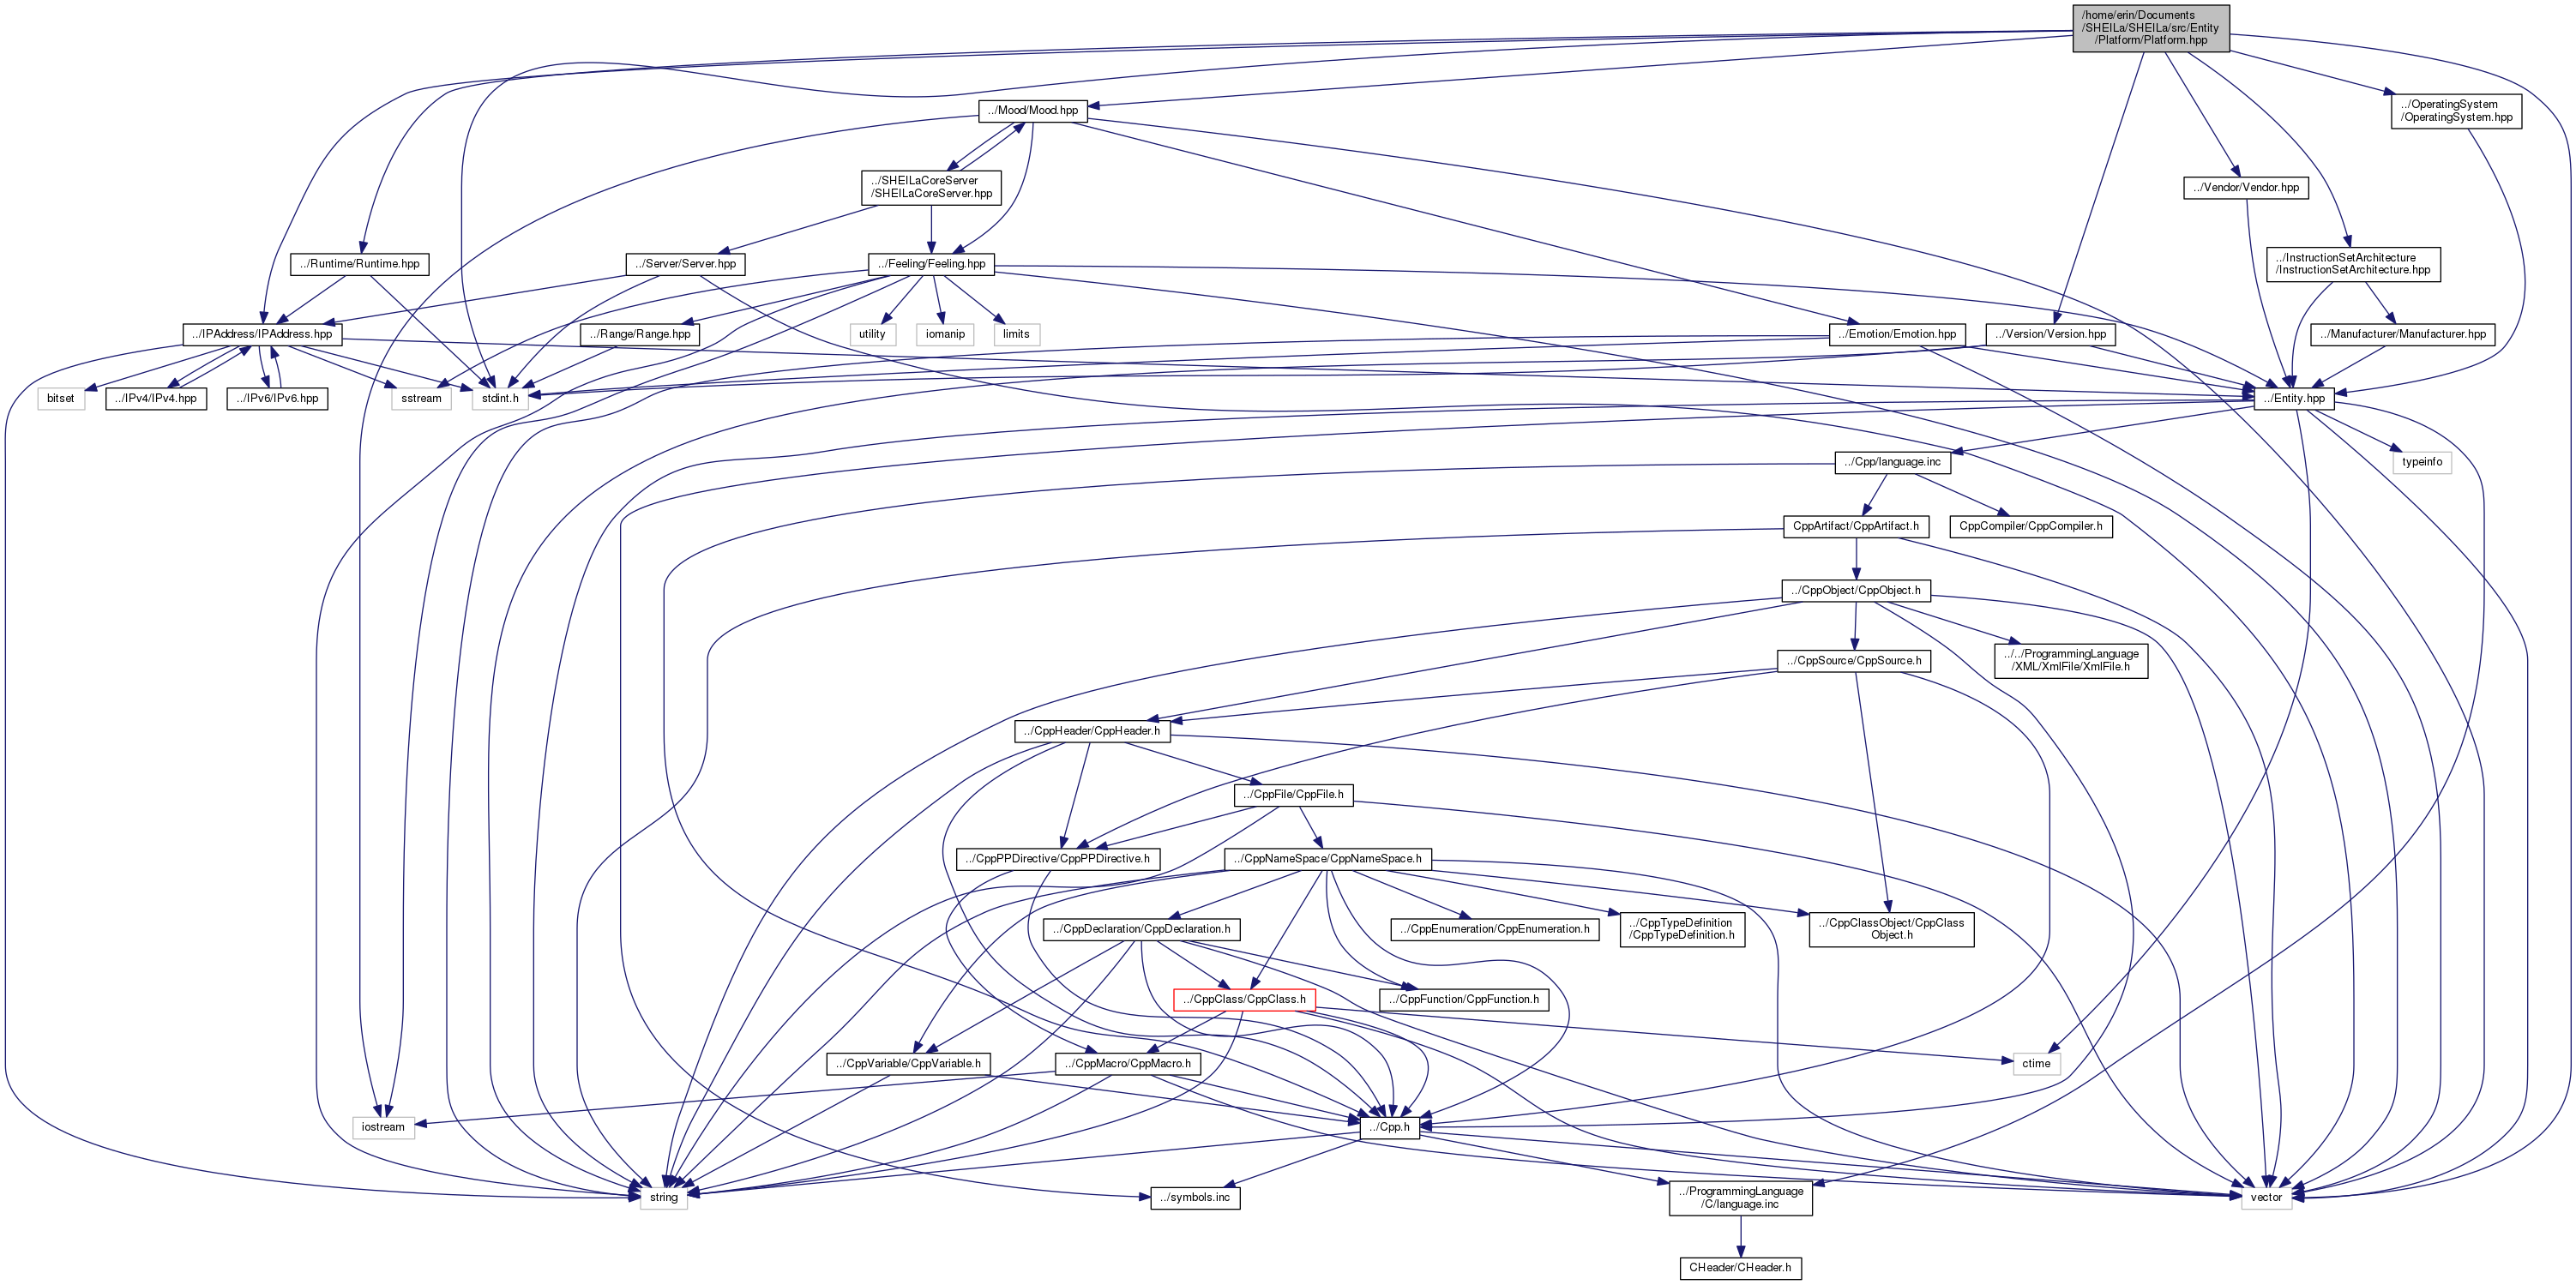 /home/erin/Documents
/SHEILa/SHEILa/src/Entity
/Platform/Platform.hpp
../Mood/Mood.hpp
../OperatingSystem
/OperatingSystem.hpp
../SHEILaCoreServer
/SHEILaCoreServer.hpp
../Vendor/Vendor.hpp
../Runtime/Runtime.hpp
../Server/Server.hpp
../Feeling/Feeling.hpp
../InstructionSetArchitecture
/InstructionSetArchitecture.hpp
../IPAddress/IPAddress.hpp
../Range/Range.hpp
utility
iomanip
limits
../Emotion/Emotion.hpp
../Version/Version.hpp
../Manufacturer/Manufacturer.hpp
bitset
../IPv4/IPv4.hpp
../IPv6/IPv6.hpp
sstream
stdint.h
../Entity.hpp
../Cpp/language.inc
typeinfo
CppArtifact/CppArtifact.h
CppCompiler/CppCompiler.h
../CppObject/CppObject.h
../CppSource/CppSource.h
../../ProgrammingLanguage
/XML/XmlFile/XmlFile.h
../CppHeader/CppHeader.h
../CppFile/CppFile.h
../CppPPDirective/CppPPDirective.h
../CppNameSpace/CppNameSpace.h
../CppDeclaration/CppDeclaration.h
../CppEnumeration/CppEnumeration.h
../CppTypeDefinition
/CppTypeDefinition.h
../CppClassObject/CppClass
Object.h
../CppClass/CppClass.h
../CppFunction/CppFunction.h
../CppVariable/CppVariable.h
../CppMacro/CppMacro.h
ctime
iostream
../Cpp.h
string
../symbols.inc
../ProgrammingLanguage
/C/language.inc
vector
CHeader/CHeader.h